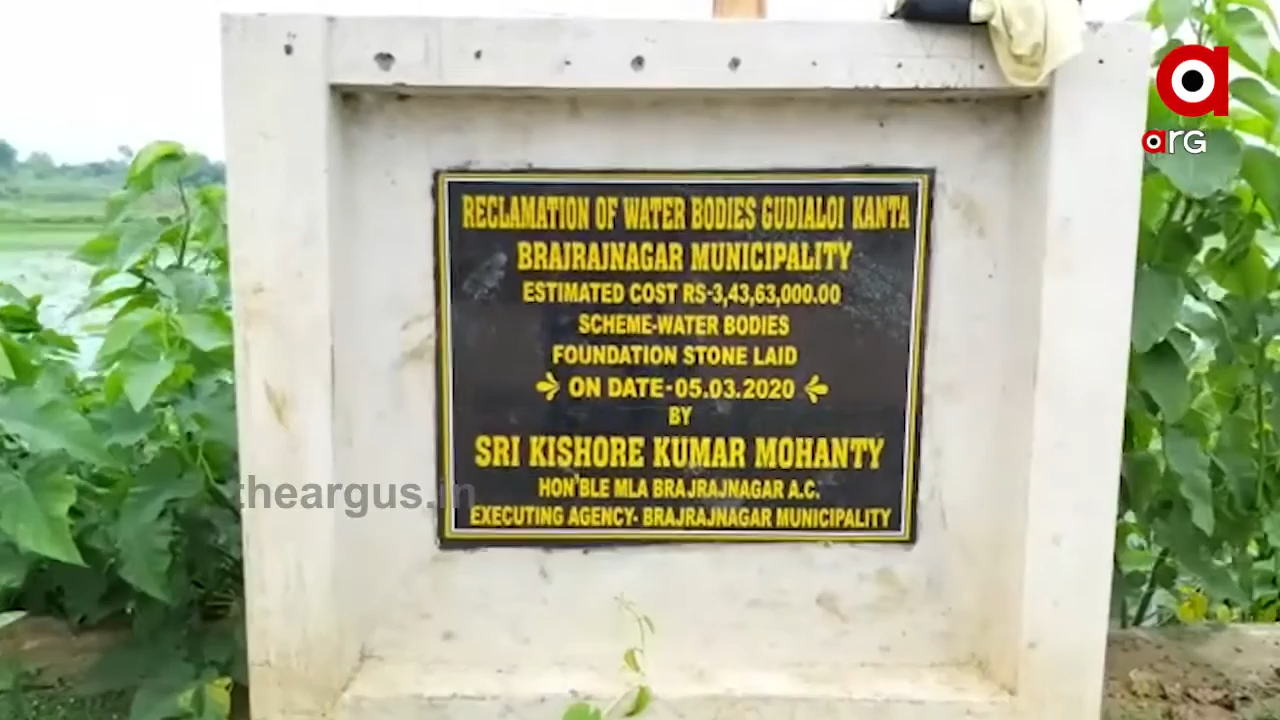 a
arg
RECLAMATION OF WATER BODIES GUDIALOI KANTA
BRAJRAJNAGAR MUNICIPALITY
ESTIMATED COST RS-3,43,63,000.00
SCHEME-WATER BODIES
FOUNDATION STONE LAID
ON DATE-05.03.2020
BY
SRI KISHORE KUMAR MOHANTY
HON'BLE MLA BRAJRAJNAGAR A.C.
EXECUTING AGENCY- BRAJRAJNAGAR MUNICIPALITY
theargus.in